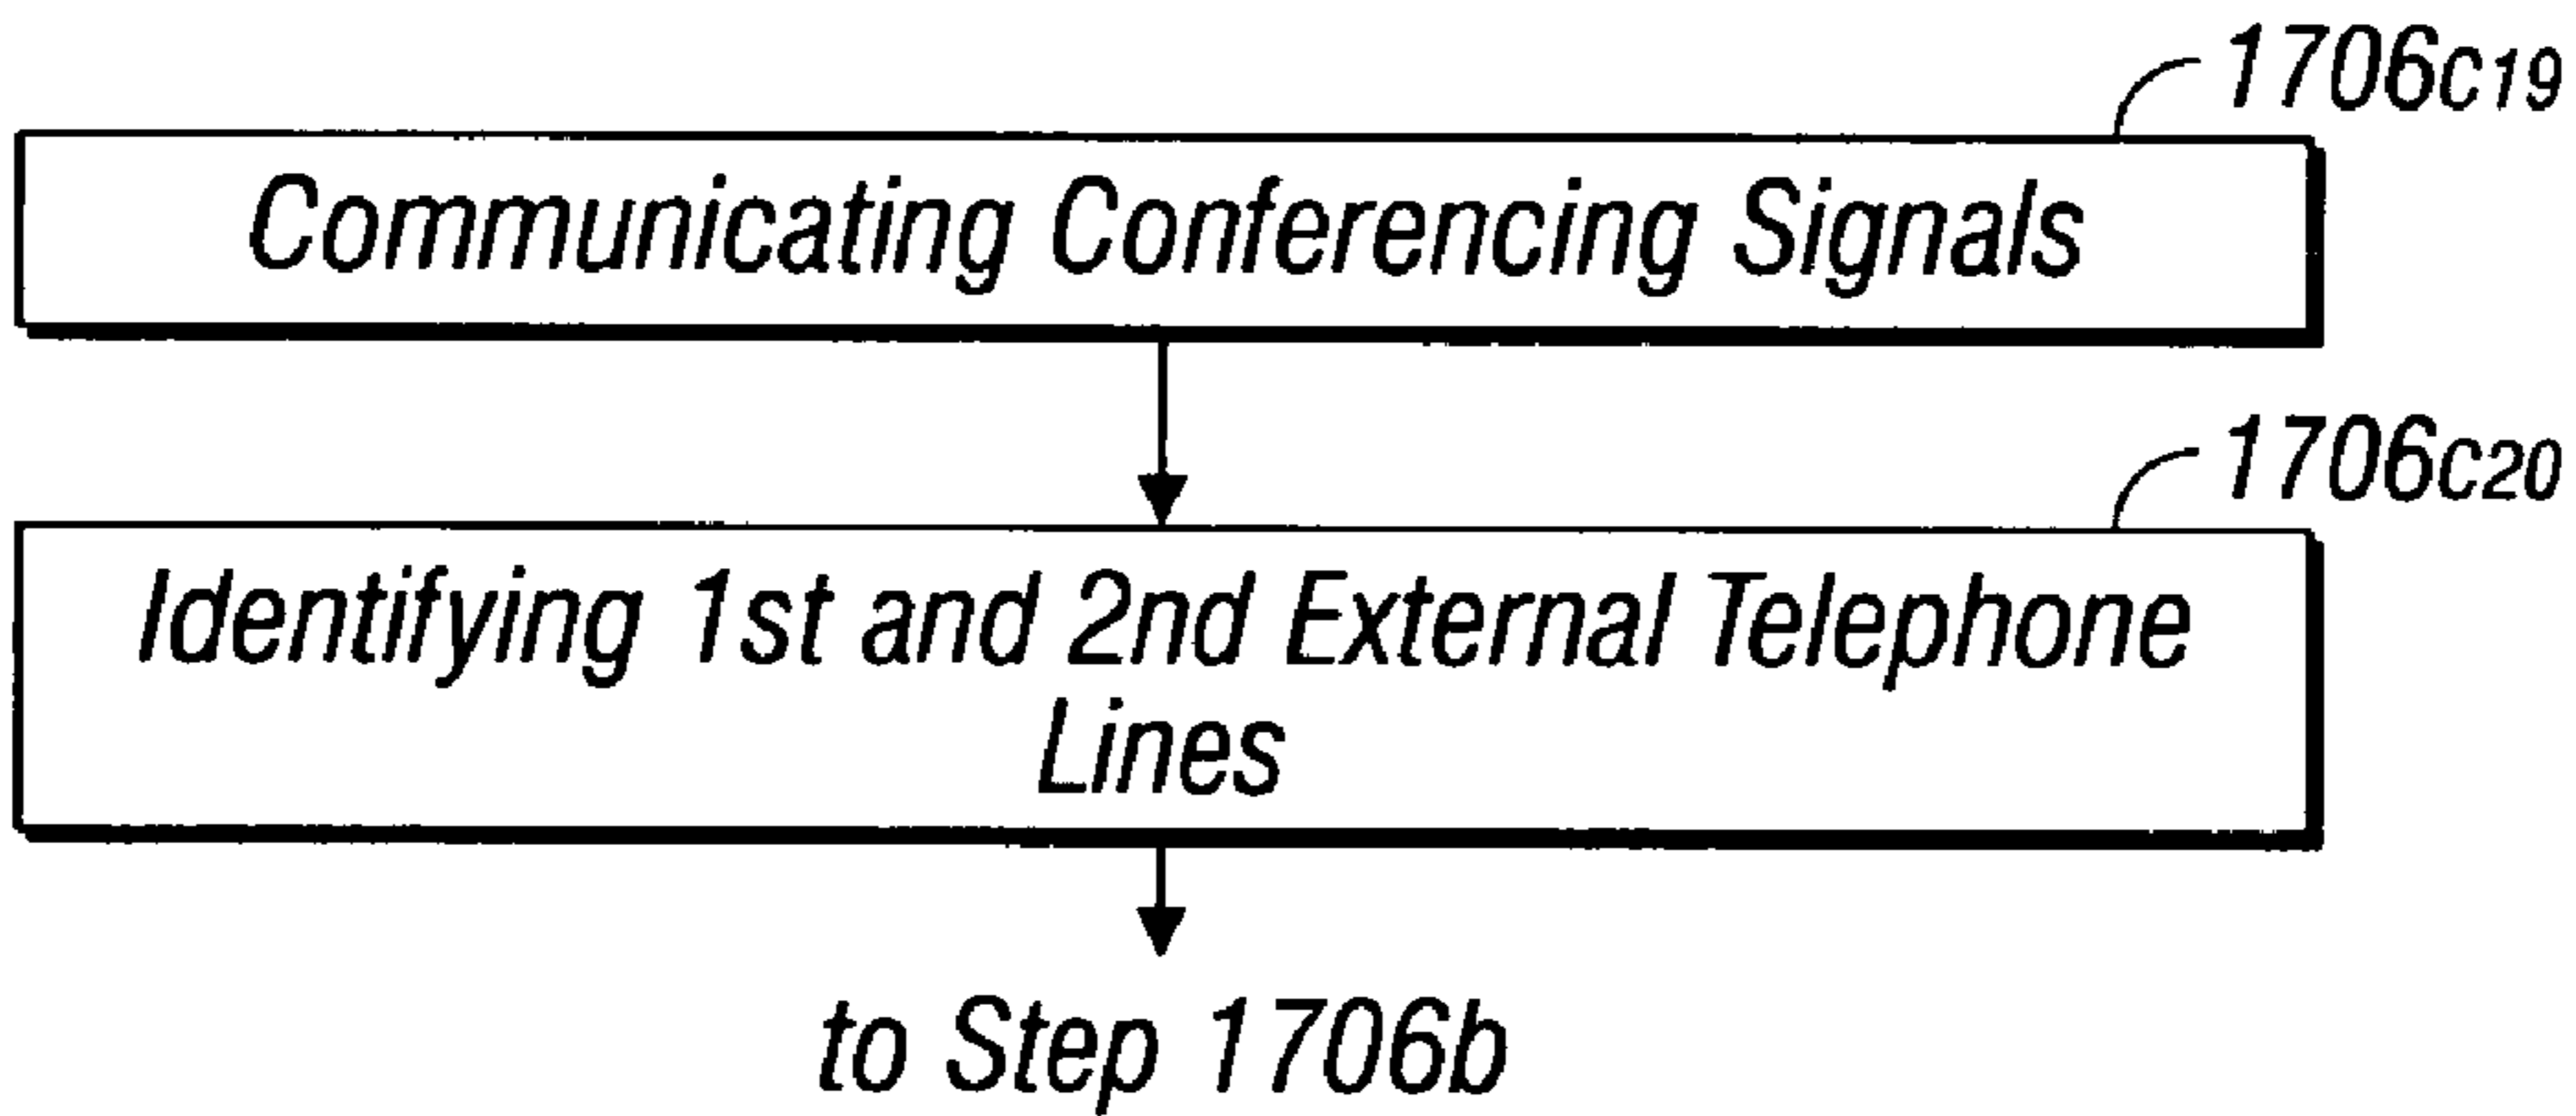 1706c19
Communicating Conferencing Signals
1706c20
Identifying 1st and 2nd External Telephone
Lines
to Step 1706b